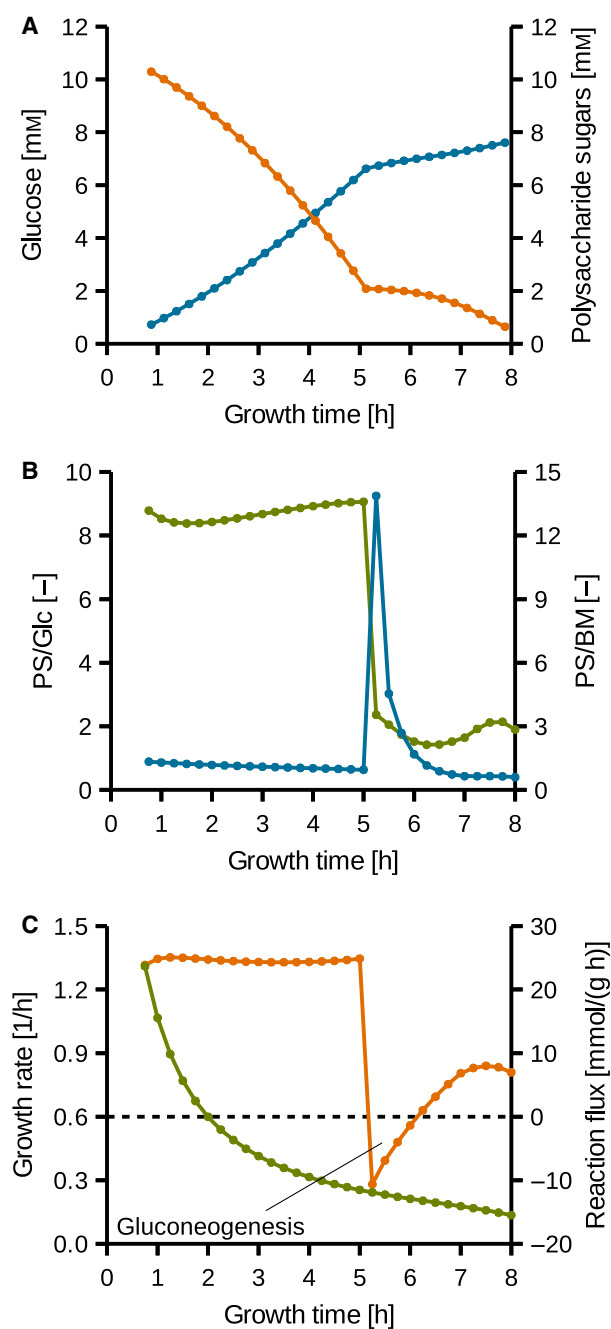 A
Glucose [mM]
Polysaccharide sugars [mM]
12
10
8
6
4
2
0
12
10
8
6
4
2
0
0 1 2 3 4 5 6 7 8
Growth time [h]
B
PS/Glc [–]
PS/BM [–]
10
8
6
4
2
0
15
12
9
6
3
0
0 1 2 3 4 5 6 7 8
Growth time [h]
C
Growth rate [1/h]
Reaction flux [mmol/(g h)]
1.5
1.2
0.9
0.6
0.3
0.0
30
20
10
0
–10
–20
Gluconeogenesis
0 1 2 3 4 5 6 7 8
Growth time [h]